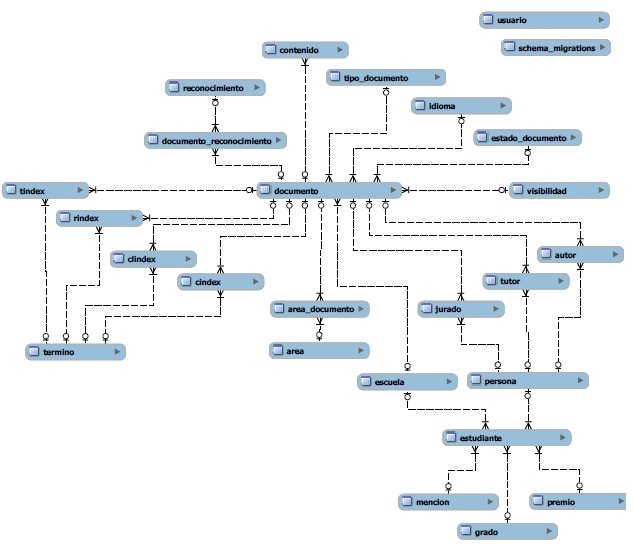 usuario
schema_migrations
contenido
tipo_documento
reconocimiento
idioma
estado_documento
documento_reconocimiento
tindex
documento
visibilidad
rindex
clindex
autor
cindex
tutor
area_documento
jurado
termino
area
escuela
persona
estudiante
mencion
premio
grado